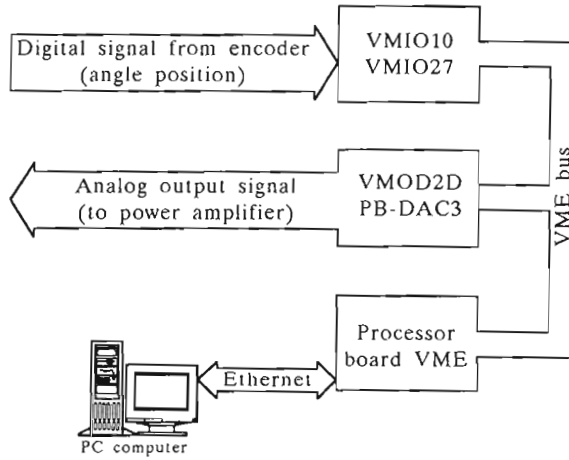 Digital signal from encoder
(angle position)
VMIO10
VMIO27
Analog output signal
(to power amplifier)
VMOD2D
PB-DAC3
VME bus
Processor
board VME
Ethernet
PC computer